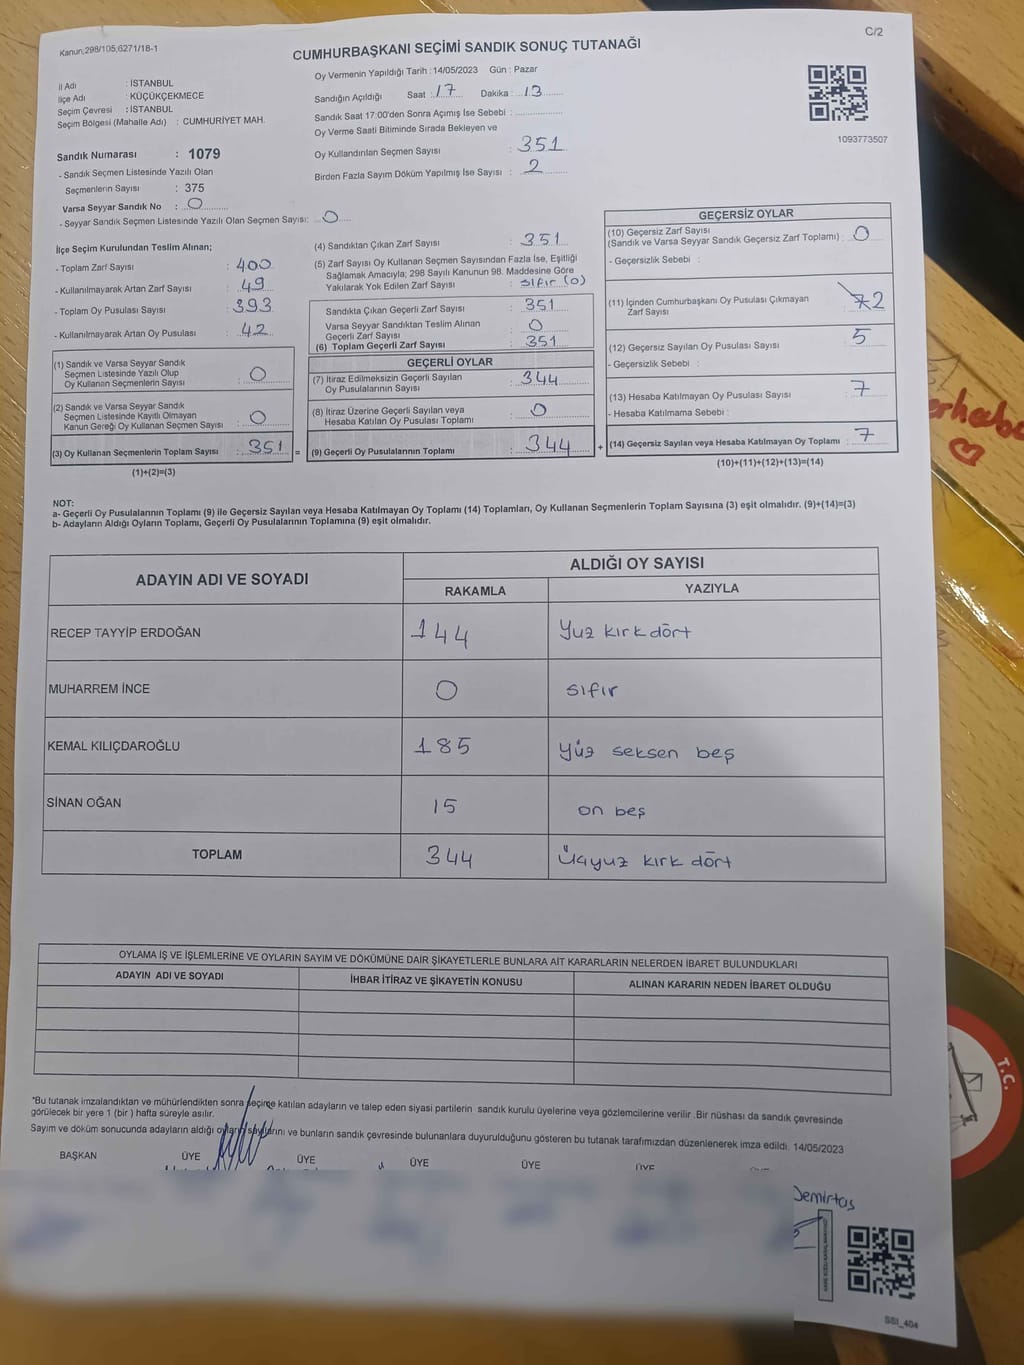 Kanun;298/105;6271/18-1
C/2
CUMHURBAŞKANI SEÇİMİ SANDIK SONUÇ TUTANAĞI
Oy Vermenin Yapıldığı Tarih :14/05/2023 Gün : Pazar
İl Adı : İSTANBUL
İlçe Adı : KÜÇÜKÇEKMECE
Seçim Çevresi : İSTANBUL
Seçim Bölgesi (Mahalle Adı) : CUMHURİYET MAH.
Sandığın Açıldığı Saat : 17 Dakika : 13
Sandık Saat 17:00'den Sonra Açımış İse Sebebi :
Oy Verme Saati Bitiminde Sırada Bekleyen ve
Oy Kullandırılan Seçmen Sayısı : 351
Birden Fazla Sayım Döküm Yapılmış İse Sayısı : 2
1093773507
Sandık Numarası : 1079
- Sandık Seçmen Listesinde Yazılı Olan
Seçmenlerin Sayısı : 375
Varsa Seyyar Sandık No : 0
- Seyyar Sandık Seçmen Listesinde Yazılı Olan Seçmen Sayısı: 0
İlçe Seçim Kurulundan Teslim Alınan;
- Toplam Zarf Sayısı : 400
- Kullanılmayarak Artan Zarf Sayısı : 49
- Toplam Oy Pusulası Sayısı : 393
- Kullanılmayarak Artan Oy Pusulası : 42
(1) Sandık ve Varsa Seyyar Sandık
Seçmen Listesinde Yazılı Olup
Oy Kullanan Seçmenlerin Sayısı : 0
(2) Sandık ve Varsa Seyyar Sandık
Seçmen Listesinde Kayıtlı Olmayan
Kanun Gereği Oy Kullanan Seçmen Sayısı : 0
(3) Oy Kullanan Seçmenlerin Toplam Sayısı : 351 =
(1)+(2)=(3)
(4) Sandıktan Çıkan Zarf Sayısı : 351
(5) Zarf Sayısı Oy Kullanan Seçmen Sayısından Fazla İse, Eşitliği
Sağlamak Amacıyla; 298 Sayılı Kanunun 98. Maddesine Göre
Yakılarak Yok Edilen Zarf Sayısı : sıfır (0)
Sandıkta Çıkan Geçerli Zarf Sayısı : 351
Varsa Seyyar Sandıktan Teslim Alınan
Geçerli Zarf Sayısı : 0
(6) Toplam Geçerli Zarf Sayısı : 351
GEÇERLİ OYLAR
(7) İtiraz Edilmeksizin Geçerli Sayılan
Oy Pusulalarının Sayısı : 344
(8) İtiraz Üzerine Geçerli Sayılan veya
Hesaba Katılan Oy Pusulası Toplamı : 0
(9) Geçerli Oy Pusulalarının Toplamı : 344 +
GEÇERSİZ OYLAR
(10) Geçersiz Zarf Sayısı
(Sandık ve Varsa Seyyar Sandık Geçersiz Zarf Toplamı) : 0
- Geçersizlik Sebebi :
(11) İçinden Cumhurbaşkanı Oy Pusulası Çıkmayan
Zarf Sayısı : 2
(12) Geçersiz Sayılan Oy Pusulası Sayısı : 5
- Geçersizlik Sebebi :
(13) Hesaba Katılmayan Oy Pusulası Sayısı : 7
- Hesaba Katılmama Sebebi :
(14) Geçersiz Sayılan veya Hesaba Katılmayan Oy Toplamı : 7
(10)+(11)+(12)+(13)=(14)
NOT:
a- Geçerli Oy Pusulalarının Toplamı (9) ile Geçersiz Sayılan veya Hesaba Katılmayan Oy Toplamı (14) Toplamları, Oy Kullanan Seçmenlerin Toplam Sayısına (3) eşit olmalıdır. (9)+(14)=(3)
b- Adayların Aldığı Oyların Toplamı, Geçerli Oy Pusulalarının Toplamına (9) eşit olmalıdır.
ADAYIN ADI VE SOYADI
ALDIĞI OY SAYISI
RAKAMLA YAZIYLA
RECEP TAYYİP ERDOĞAN 144 Yuz kırk dört
MUHARREM İNCE 0 sıfır
KEMAL KILIÇDAROĞLU 185 yüz seksen beş
SİNAN OĞAN 15 on beş
TOPLAM 344 Üçyuz kırk dört
OYLAMA İŞ VE İŞLEMLERİNE VE OYLARIN SAYIM VE DÖKÜMÜNE DAİR ŞİKAYETLERLE BUNLARA AİT KARARLARIN NELERDEN İBARET BULUNDUKLARI
ADAYIN ADI VE SOYADI İHBAR İTİRAZ VE ŞİKAYETİN KONUSU ALINAN KARARIN NEDEN İBARET OLDUĞU
*Bu tutanak imzalandıktan ve mühürlendikten sonra seçime katılan adayların ve talep eden siyasi partilerin sandık kurulu üyelerine veya gözlemcilerine verilir .Bir nüshası da sandık çevresinde
görülecek bir yere 1 (bir ) hafta süreyle asılır.
Sayım ve döküm sonucunda adayların aldığı oyların sayılarını ve bunların sandık çevresinde bulunanlara duyurulduğunu gösteren bu tutanak tarafımızdan düzenlenerek imza edildi. 14/05/2023
BAŞKAN ÜYE ÜYE ÜYE ÜYE ÜYE
Demirtaş
SSI_404
T.C.